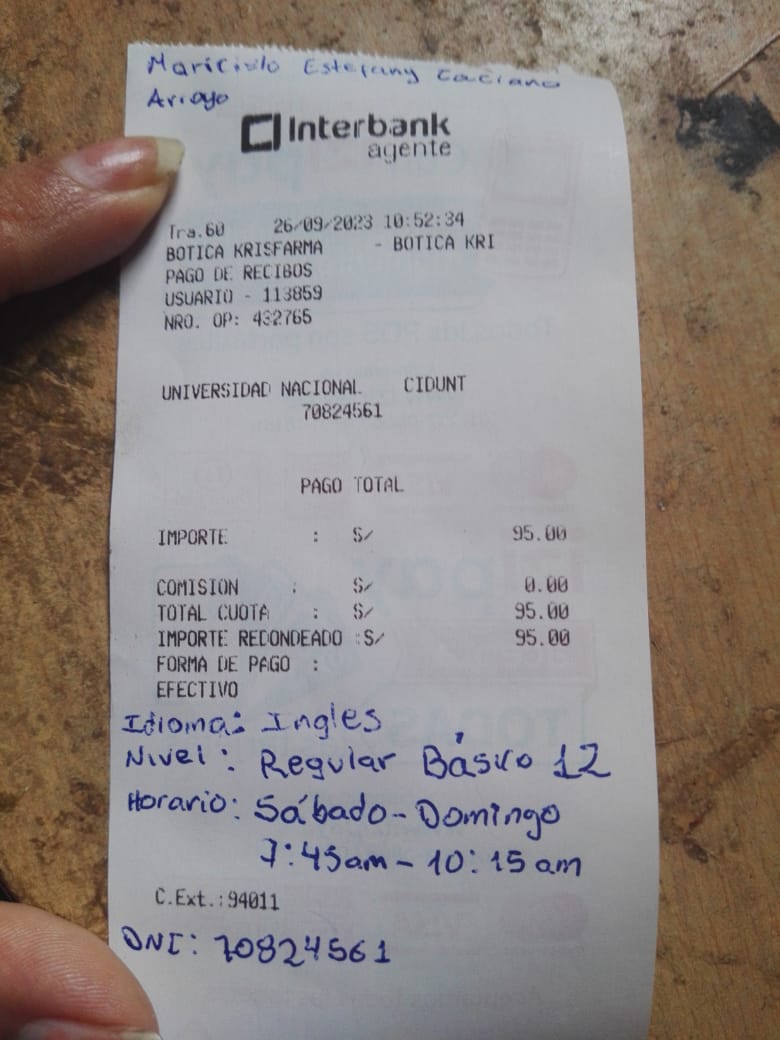 Maricielo Estefany Caciano
Arroyo
Interbank
agente
Tra.60 26/09/2023 10:52:34
BOTICA KRISFARMA - BOTICA KRI
PAGO DE RECIBOS
USUARIO - 113859
NRO. OP: 432765
UNIVERSIDAD NACIONAL CIDUNT
70824561
PAGO TOTAL
IMPORTE : S/ 95.00
COMISION : S/ 0.00
TOTAL CUOTA : S/ 95.00
IMPORTE REDONDEADO :S/ 95.00
FORMA DE PAGO :
EFECTIVO
Idioma: Ingles
Nivel: Regular Básico 12
Horario: Sábado - Domingo
7:45am - 10:15am
C.Ext.:94011
DNI: 70824561